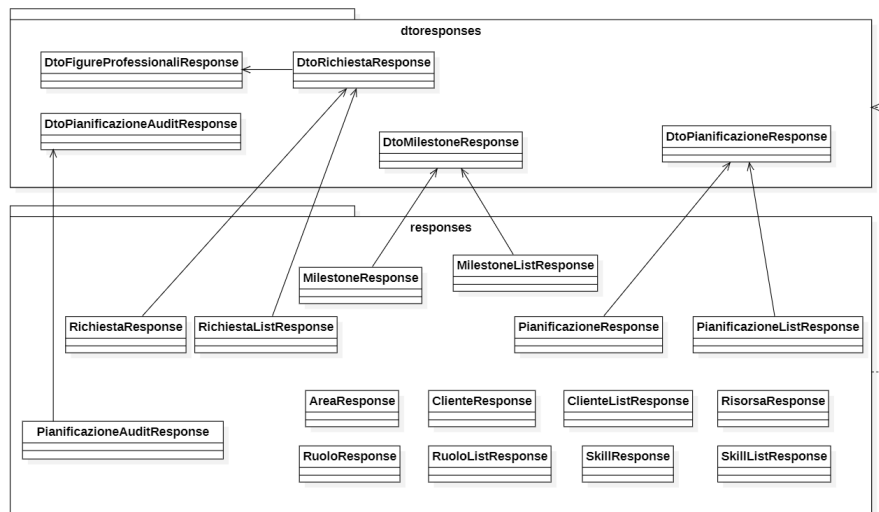 dtoresponses
DtoFigureProfessionaliResponse
DtoRichiestaResponse
DtoPianificazioneAuditResponse
DtoMilestoneResponse
DtoPianificazioneResponse
responses
MilestoneResponse
MilestoneListResponse
RichiestaResponse
RichiestaListResponse
PianificazioneResponse
PianificazioneListResponse
AreaResponse
ClienteResponse
ClienteListResponse
RisorsaResponse
PianificazioneAuditResponse
RuoloResponse
RuoloListResponse
SkillResponse
SkillListResponse